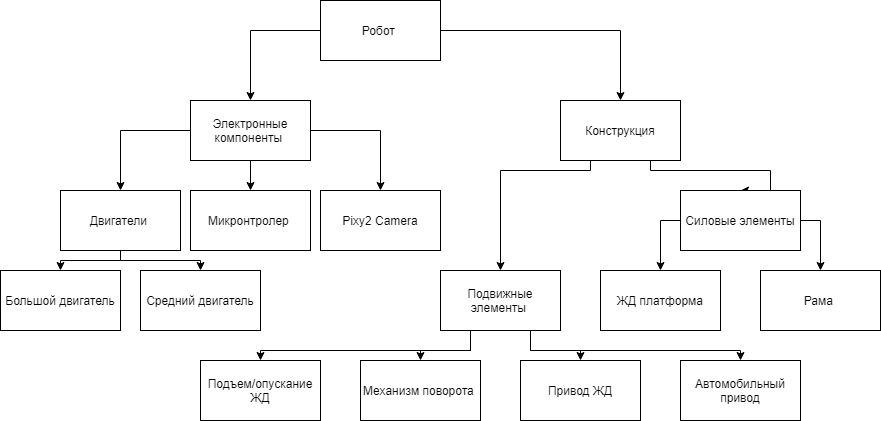 Робот
Электронные
компоненты
Конструкция
Двигатели
Микронтролер
Pixy2 Camera
Силовые элементы
Большой двигатель
Средний двигатель
Подвижные
элементы
ЖД платформа
Рама
Подъем/опускание
ЖД
Механизм поворота
Привод ЖД
Автомобильный
привод